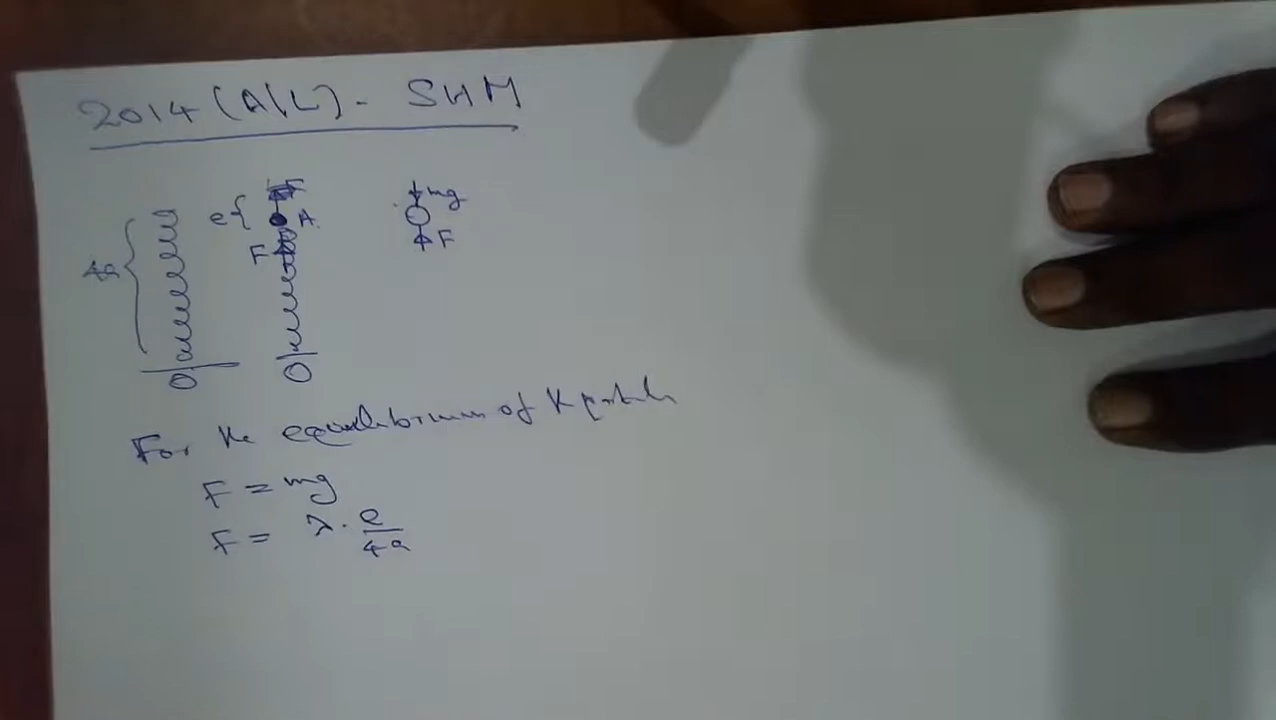 2014 (A/L) - SHM
4a
e{
A
F
mg
F
O
O
For the equilibrium of the particle
F = mg
F = λ · e/4a